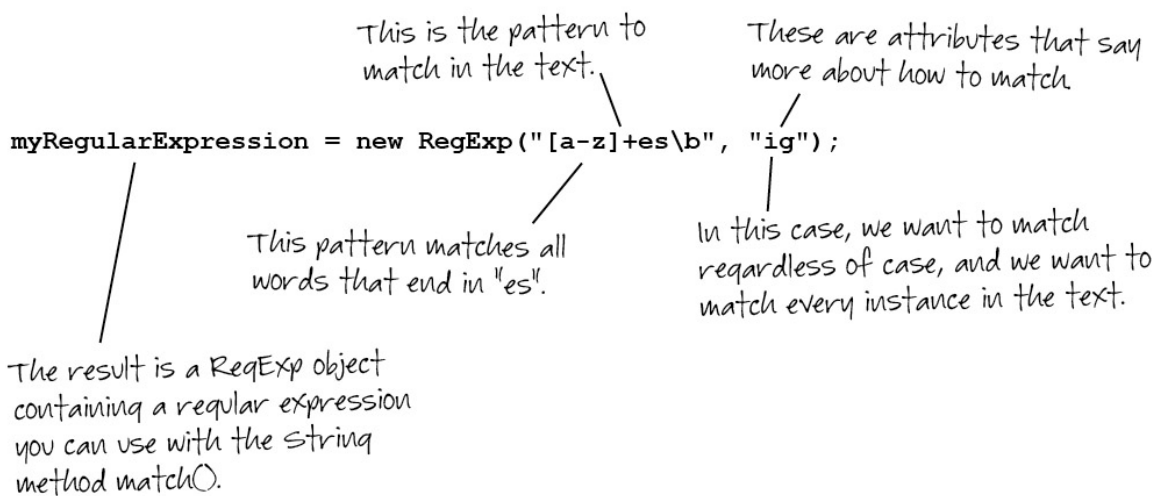 This is the pattern to
match in the text.
These are attributes that say
more about how to match
myRegularExpression = new RegExp("[a-z]+es\b", "ig");
This pattern matches all
words that end in "es".
In this case, we want to match
regardless of case, and we want to
match every instance in the text.
The result is a RegExp object
containing a regular expression
you can use with the String
method match().